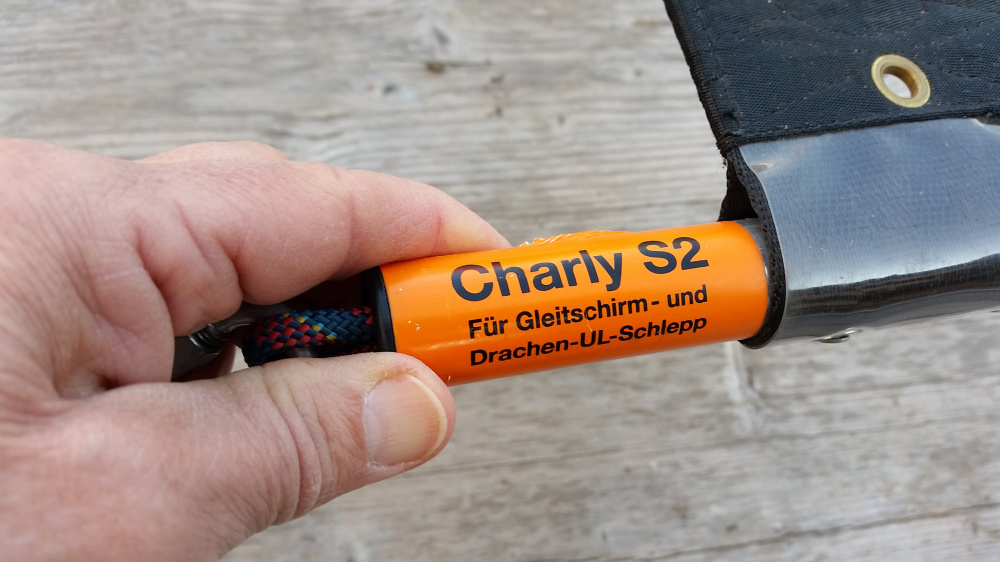 Charly S2
Für Gleitschirm- und
Drachen-UL-Schlepp